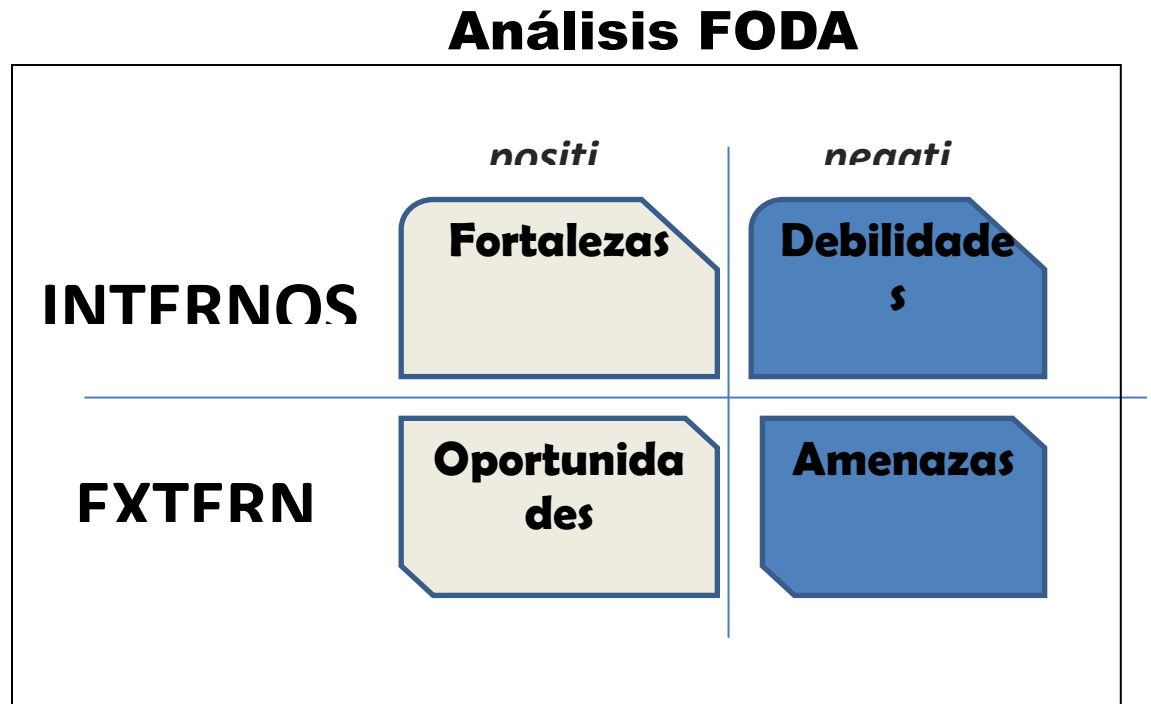 Análisis FODA
positi negati
Fortalezas Debilidade
s
INTERNOS
Oportunida Amenazas
des
EXTERN